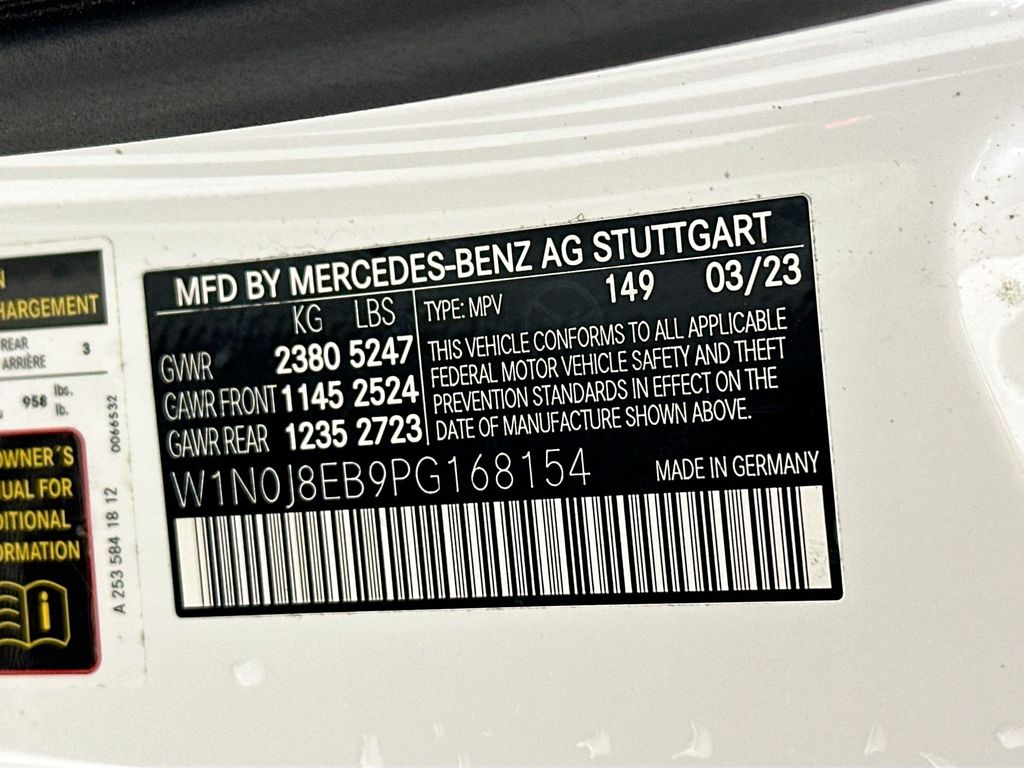 N
HARGEMENT
REAR
ARRIÈRE 3
958 lbs.
lb.
OWNER´S
UAL FOR
DITIONAL
ORMATION
0066532
A 253 584 18 12
MFD BY MERCEDES-BENZ AG STUTTGART
KG LBS
GVWR 2380 5247
GAWR FRONT 1145 2524
GAWR REAR 1235 2723
TYPE: MPV 149 03/23
THIS VEHICLE CONFORMS TO ALL APPLICABLE
FEDERAL MOTOR VEHICLE SAFETY AND THEFT
PREVENTION STANDARDS IN EFFECT ON THE
DATE OF MANUFACTURE SHOWN ABOVE.
W1N0J8EB9PG168154 MADE IN GERMANY